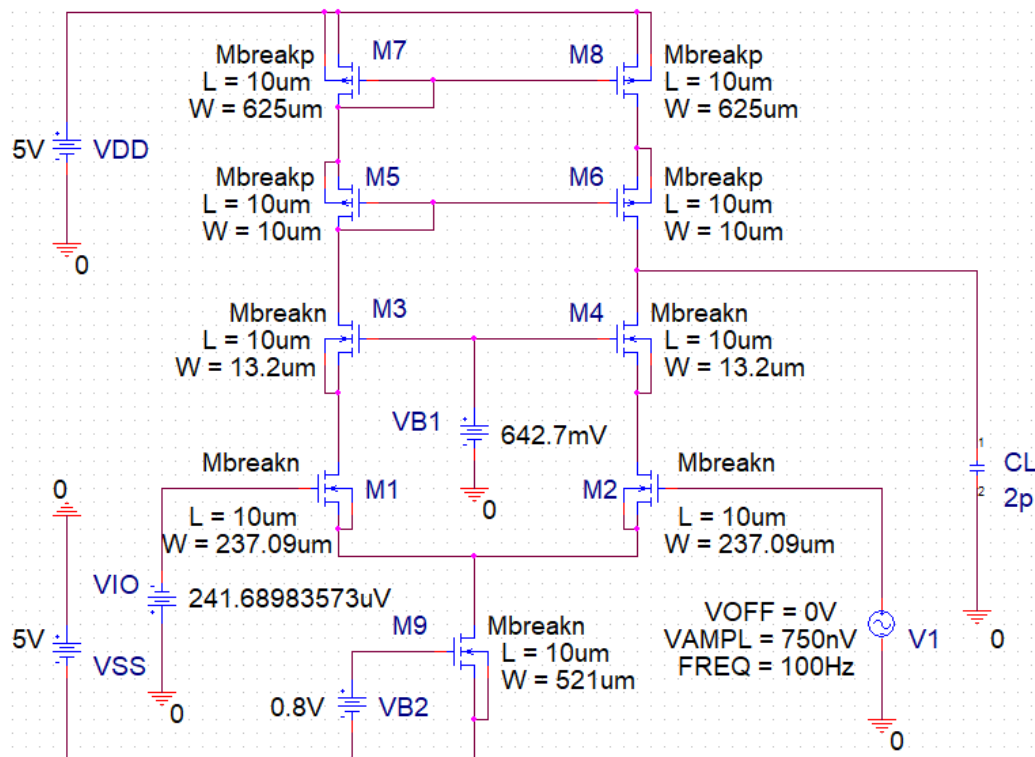 Mbreakp
L = 10um
W = 625um
M7
M8
Mbreakp
L = 10um
W = 625um
5V
VDD
0
Mbreakp
L = 10um
W = 10um
M5
M6
Mbreakp
L = 10um
W = 10um
Mbreakn
L = 10um
W = 13.2um
M3
M4
Mbreakn
L = 10um
W = 13.2um
VB1
642.7mV
0
Mbreakn
M1
L = 10um
W = 237.09um
Mbreakn
M2
L = 10um
W = 237.09um
1
CL
2
2p
0
0
VIO
241.68983573uV
0
5V
VSS
M9
Mbreakn
L = 10um
W = 521um
0.8V
VB2
VOFF = 0V
VAMPL = 750nV
FREQ = 100Hz
V1
0